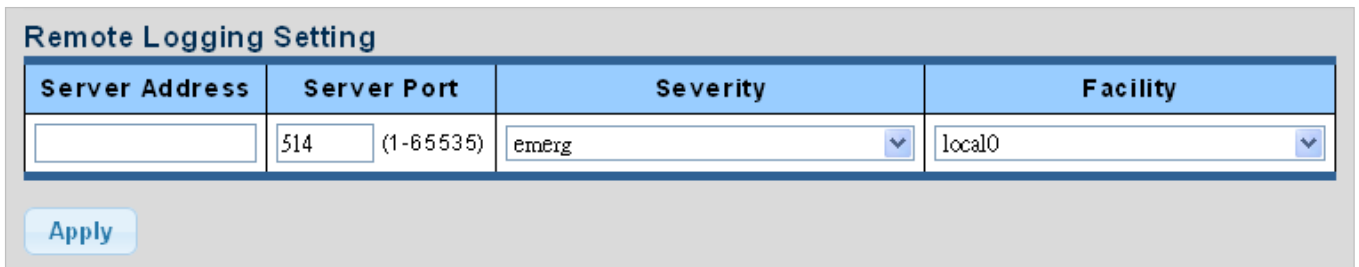 Remote Logging Setting
Server Address Server Port Severity Facility
514 (1-65535) emerg local0
Apply